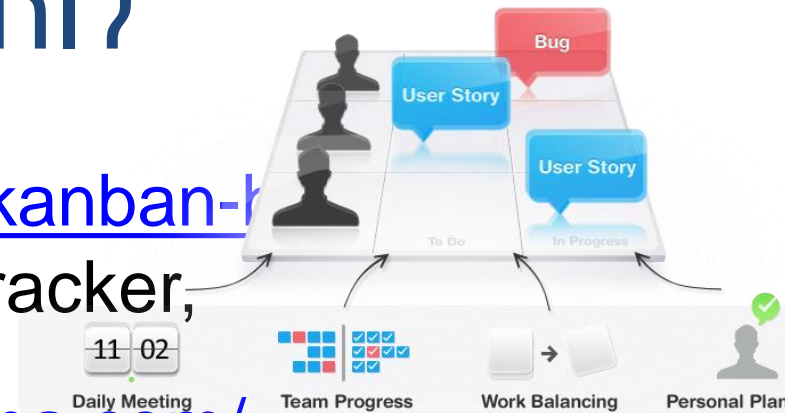 Bug
User Story
User Story
kanban-
To Do
In Progress
racker,
11 02
Daily Meeting
Team Progress
Work Balancing
Personal Plan
.com/